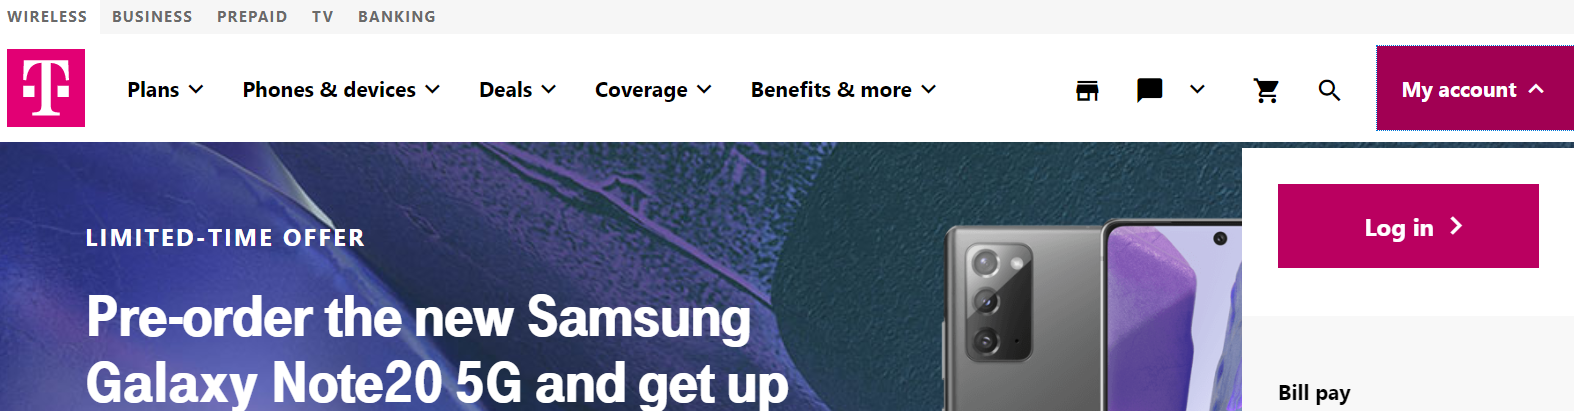 WIRELESS BUSINESS PREPAID TV BANKING
T Plans Phones & devices Deals Coverage Benefits & more My account
Log in
LIMITED-TIME OFFER
Pre-order the new Samsung
Galaxy Note20 5G and get up
Bill pay